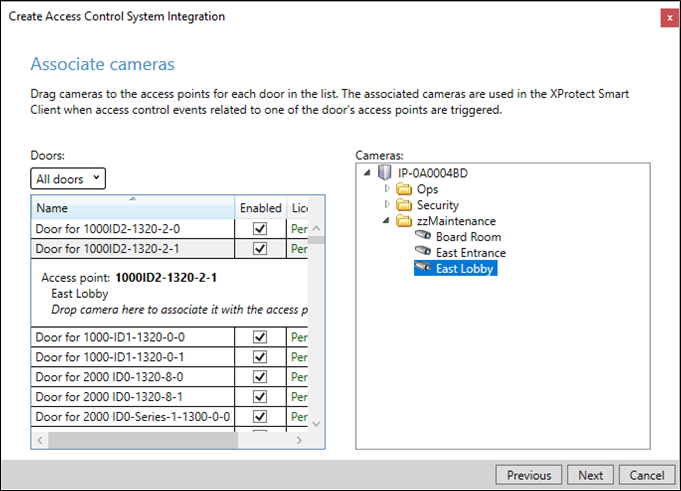 Create Access Control System Integration
x
Associate cameras
Drag cameras to the access points for each door in the list. The associated cameras are used in the XProtect Smart
Client when access control events related to one of the door's access points are triggered.
Doors:
All doors
Name Enabled Lice
Door for 1000ID2-1320-2-0 Per
Door for 1000ID2-1320-2-1 Per
Access point: 1000ID2-1320-2-1
East Lobby
Drop camera here to associate it with the access p
Door for 1000-ID1-1320-0-0 Per
Door for 1000-ID1-1320-0-1 Per
Door for 2000 ID0-1320-8-0 Per
Door for 2000 ID0-1320-8-1 Per
Door for 2000 ID0-Series-1-1300-0-0 Per
Cameras:
IP-0A0004BD
Ops
Security
zzMaintenance
Board Room
East Entrance
East Lobby
Previous Next Cancel